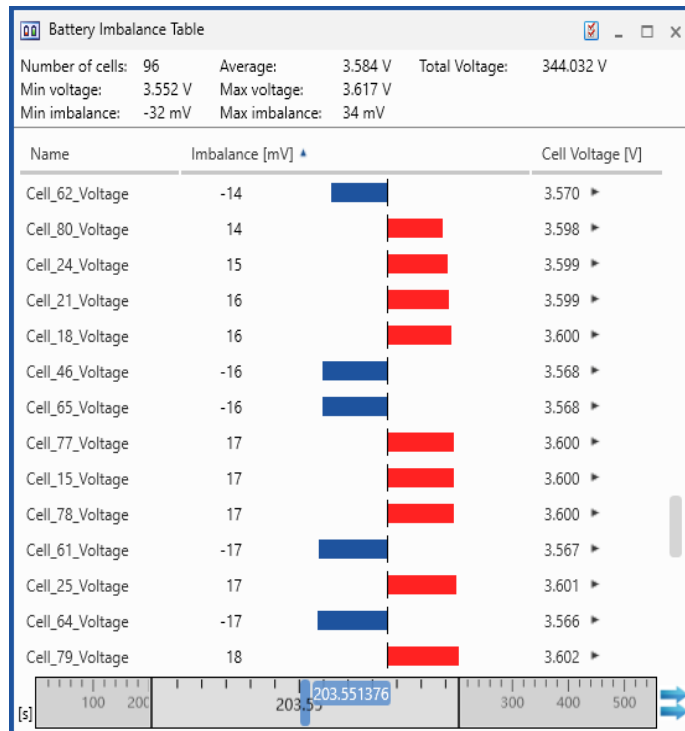 Battery Imbalance Table
Number of cells: 96 Average: 3.584 V Total Voltage: 344.032 V
Min voltage: 3.552 V Max voltage: 3.617 V
Min imbalance: -32 mV Max imbalance: 34 mV
Name Imbalance [mV] Cell Voltage [V]
Cell_62_Voltage -14 3.570
Cell_80_Voltage 14 3.598
Cell_24_Voltage 15 3.599
Cell_21_Voltage 16 3.599
Cell_18_Voltage 16 3.600
Cell_46_Voltage -16 3.568
Cell_65_Voltage -16 3.568
Cell_77_Voltage 17 3.600
Cell_15_Voltage 17 3.600
Cell_78_Voltage 17 3.600
Cell_61_Voltage -17 3.567
Cell_25_Voltage 17 3.601
Cell_64_Voltage -17 3.566
Cell_79_Voltage 18 3.602
203.551376
[s] 100 300 400 500